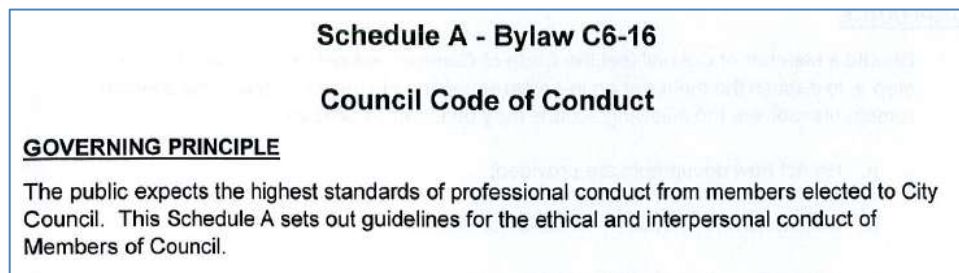 Schedule A - Bylaw C6-16
Council Code of Conduct
GOVERNING PRINCIPLE
The public expects the highest standards of professional conduct from members elected to City
Council. This Schedule A sets out guidelines for the ethical and interpersonal conduct of
Members of Council.